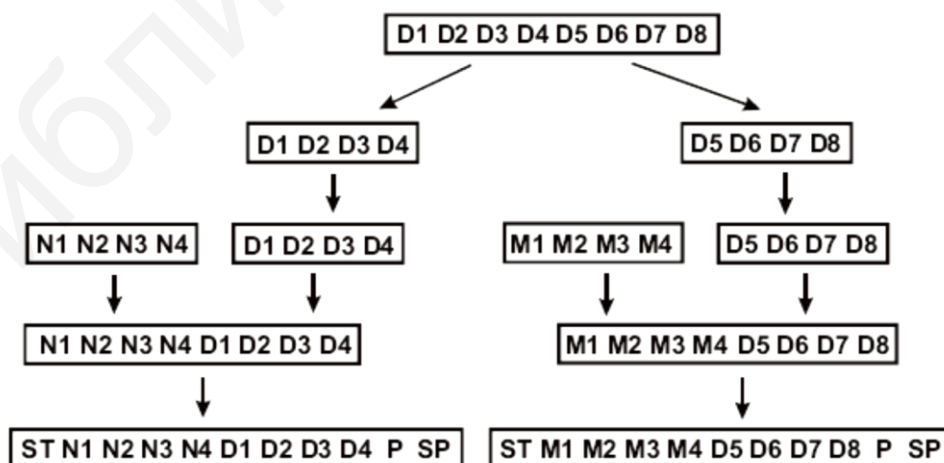 D1 D2 D3 D4 D5 D6 D7 D8
D1 D2 D3 D4
D5 D6 D7 D8
N1 N2 N3 N4
D1 D2 D3 D4
M1 M2 M3 M4
D5 D6 D7 D8
N1 N2 N3 N4 D1 D2 D3 D4
M1 M2 M3 M4 D5 D6 D7 D8
ST N1 N2 N3 N4 D1 D2 D3 D4 P SP
ST M1 M2 M3 M4 D5 D6 D7 D8 P SP